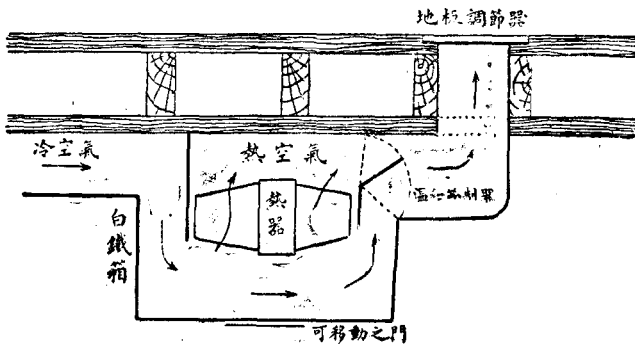 地板調節器
冷空氣
熱空氣
熱器
白鐵箱
可移動之門